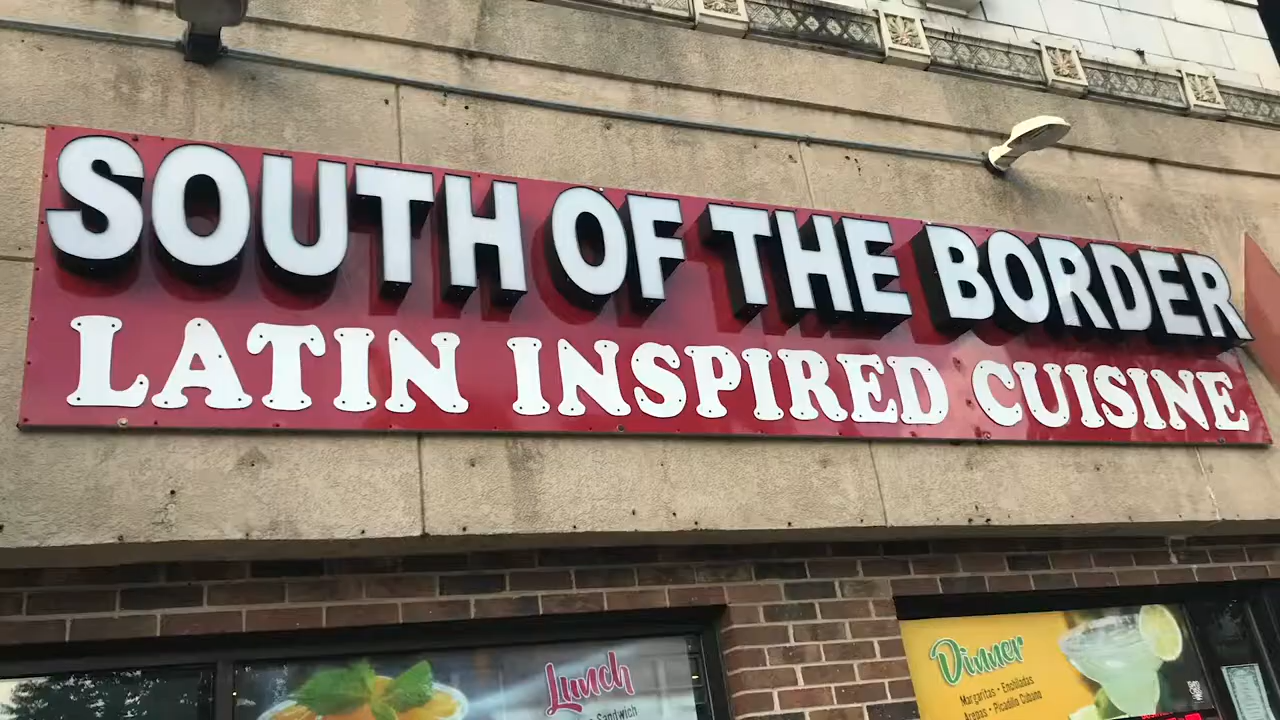 SOUTH OF THE BORDER
LATIN INSPIRED CUISINE
Lunch
Sandwich
Dinner
Margaritas • Enchiladas
Arepas • Picadillo Cubano